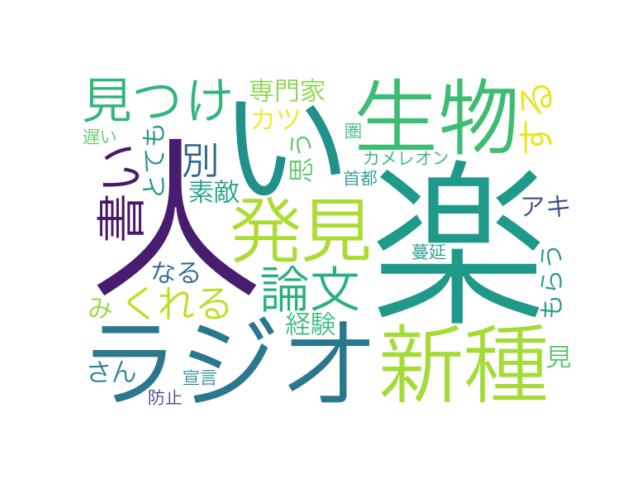 見つけ
専門家
カツ
遅い
とても
い
思う
圏
生物
する
書い
人
別
素敵
カメレオン
首都
楽
アキ
発見
論文
蔓延
もらう
なる
み
くれる
経験
ラジオ
新種
見
さん
宣言
防止